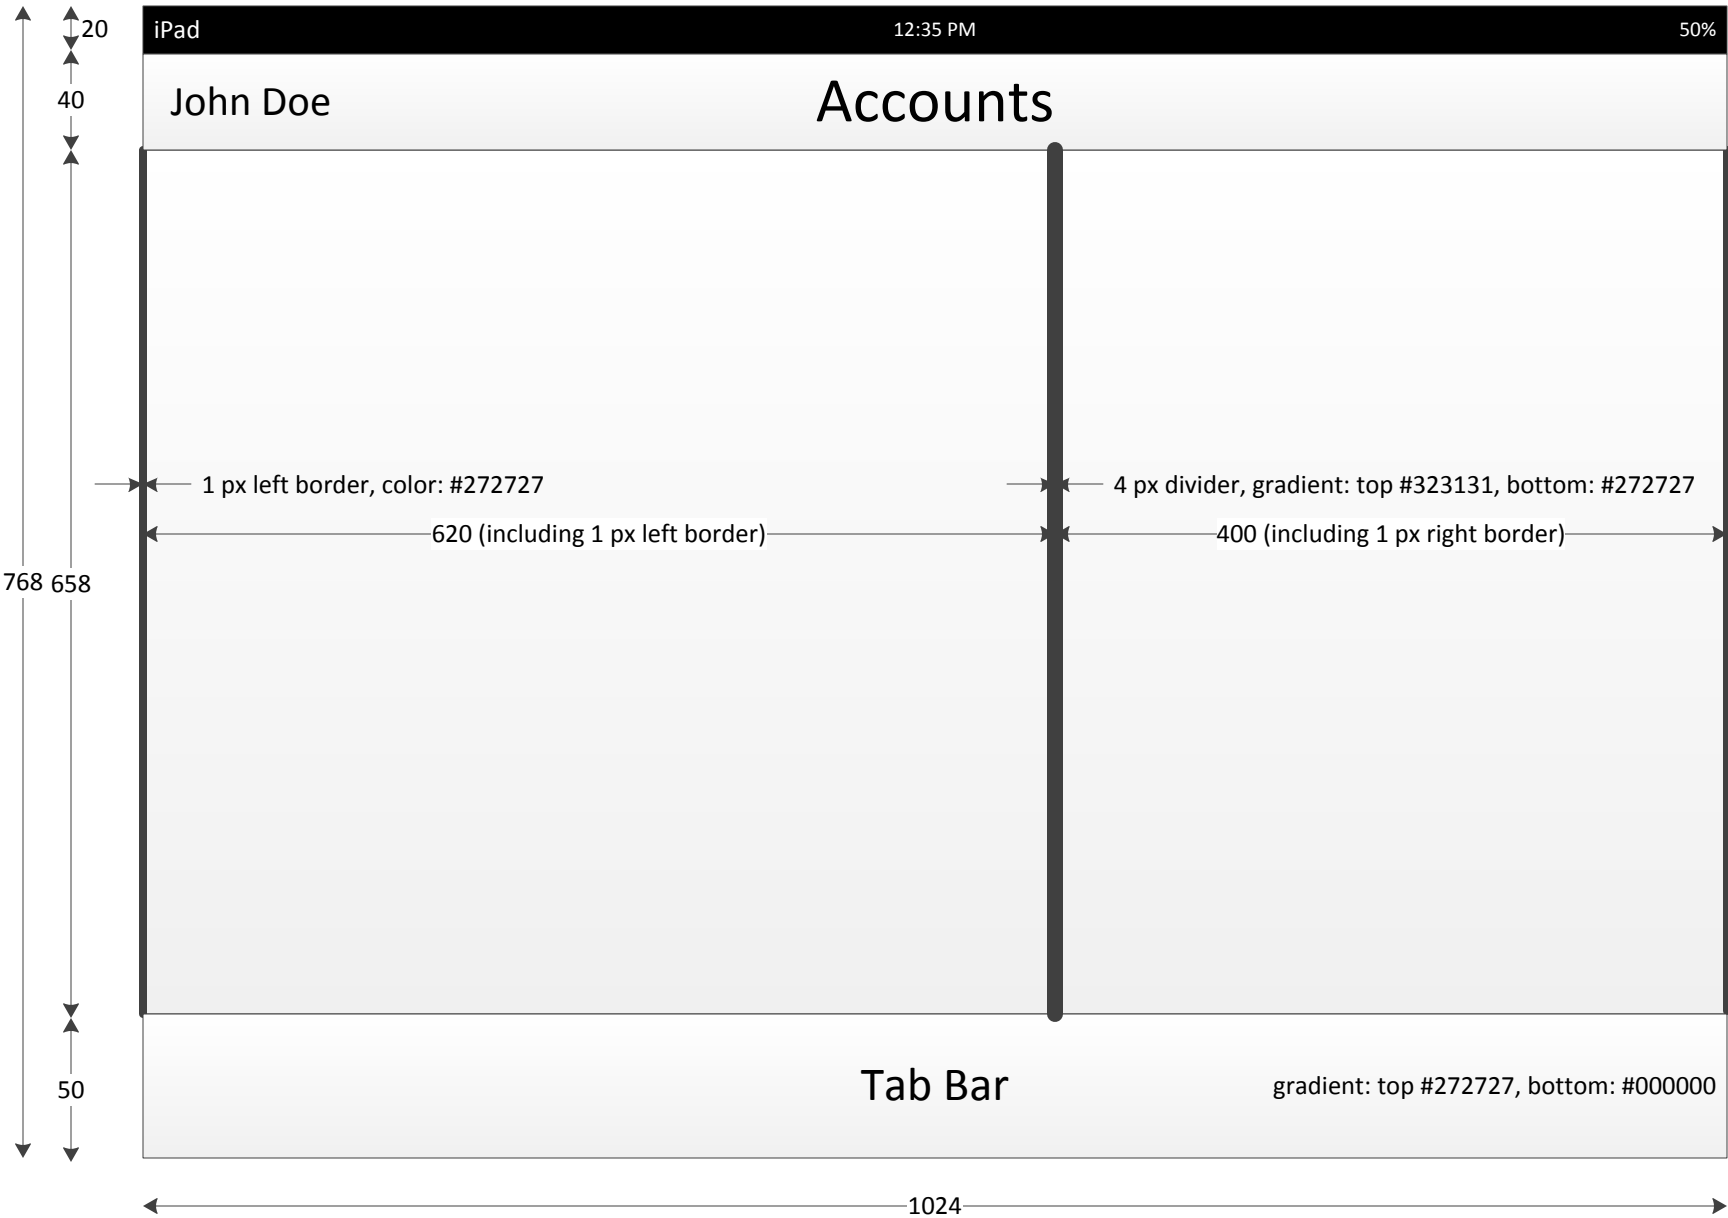 20
iPad
12:35 PM
50%
40
John Doe
Accounts
1 px left border, color: #272727
4 px divider, gradient: top #323131, bottom: #272727
620 (including 1 px left border)
400 (including 1 px right border)
768
658
50
Tab Bar
gradient: top #272727, bottom: #000000
1024